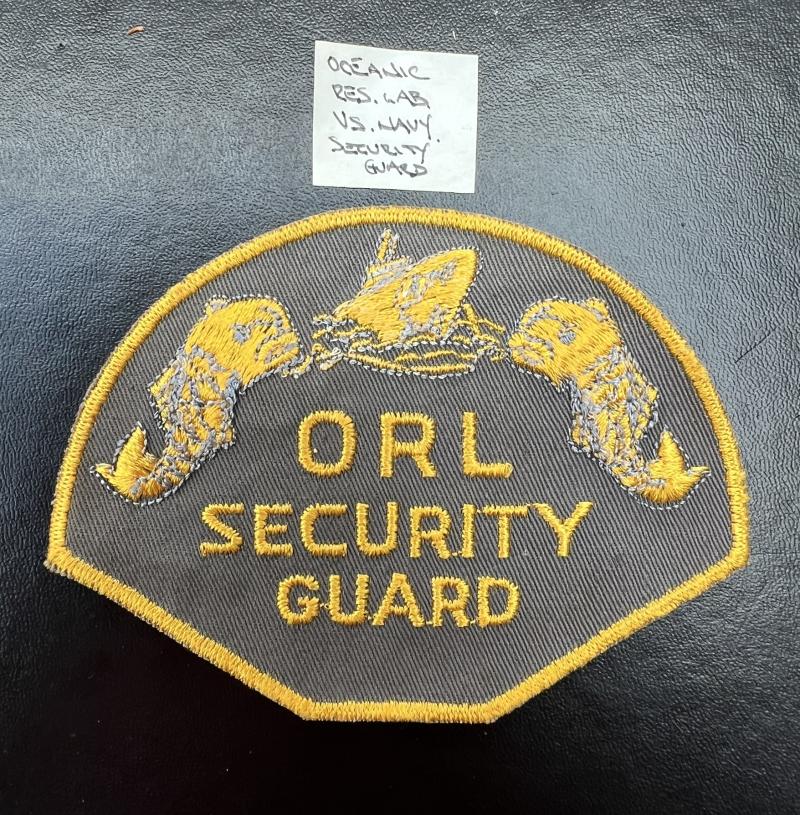 OCEANIC
RES. LAB
US. NAVY
SECURITY
GUARD
ORL
SECURITY
GUARD